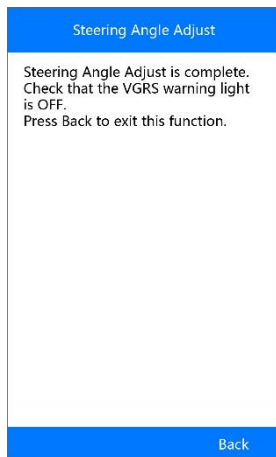 Steering Angle Adjust
Steering Angle Adjust is complete.
Check that the VGRS warning light
is OFF.
Press Back to exit this function.
Back